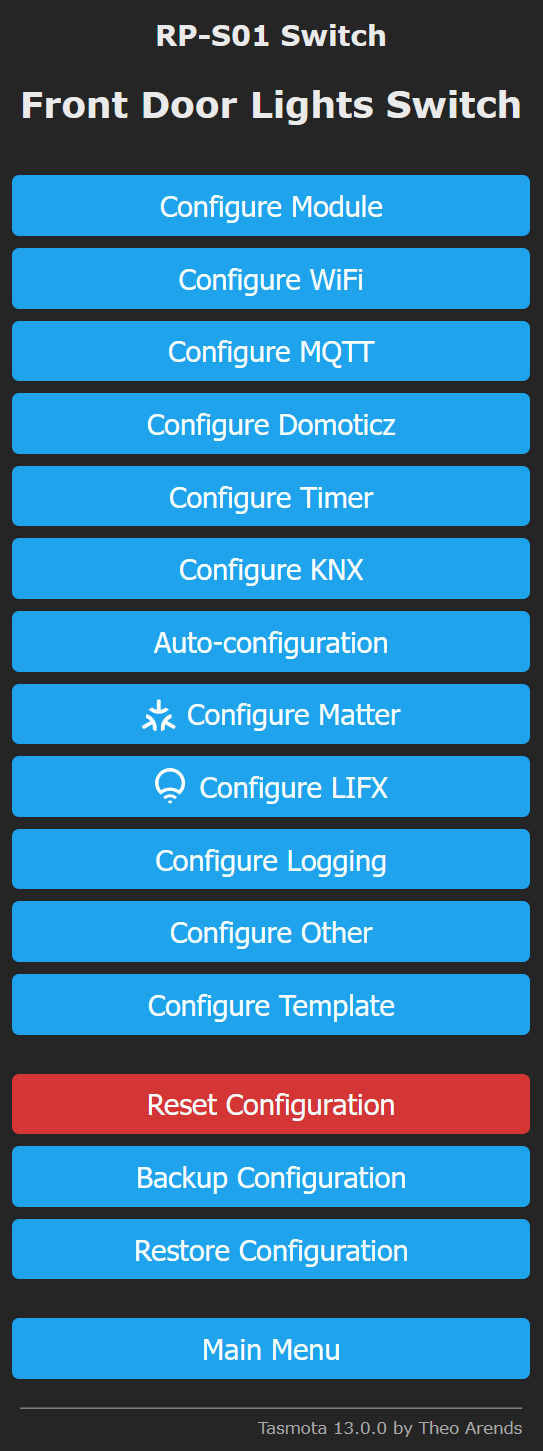 RP-S01 Switch
Front Door Lights Switch
Configure Module
Configure WiFi
Configure MQTT
Configure Domoticz
Configure Timer
Configure KNX
Auto-configuration
Configure Matter
Configure LIFX
Configure Logging
Configure Other
Configure Template
Reset Configuration
Backup Configuration
Restore Configuration
Main Menu
Tasmota 13.0.0 by Theo Arends